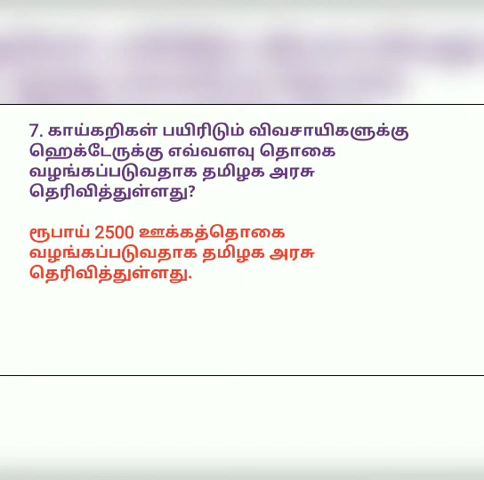 7. காய்கறிகள் பயிரிடும் விவசாயிகளுக்கு
ஹெக்டேருக்கு எவ்வளவு தொகை
வழங்கப்படுவதாக தமிழக அரசு
தெரிவித்துள்ளது?
ரூபாய் 2500 ஊக்கத்தொகை
வழங்கப்படுவதாக தமிழக அரசு
தெரிவித்துள்ளது.